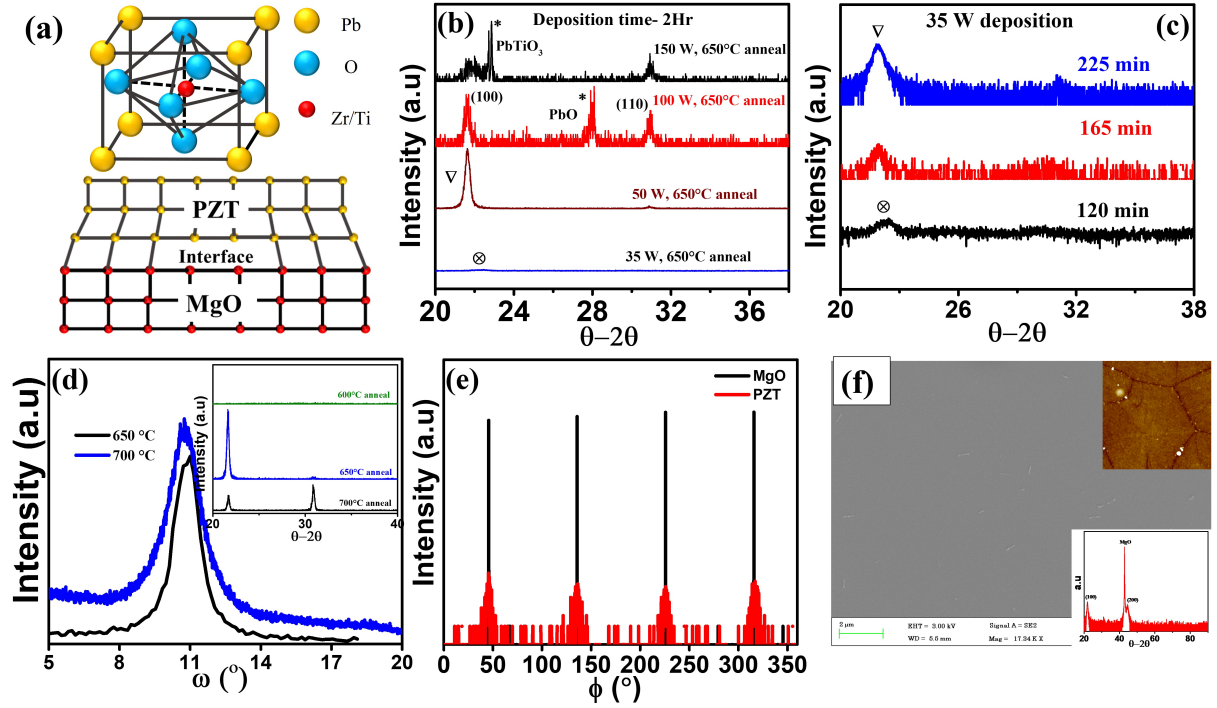 (a)
Pb
O
Zr/Ti
PZT
Interface
MgO
(b)
Deposition time- 2Hr
*
PbTiO3
150 W, 650°C anneal
(100)
PbO
*
100 W, 650°C anneal
(110)
∇
50 W, 650°C anneal
⊗
35 W, 650°C anneal
Intensity (a.u)
20 24 28 32 36
θ–2θ
(c)
35 W deposition
∇
225 min
165 min
⊗
120 min
Intensity (a.u)
20 26 32 38
θ–2θ
(d)
650 °C
700 °C
Intensity (a.u)
5 8 11 14 17 20
ω (°)
600°C anneal
650°C anneal
700°C anneal
Intensity (a.u)
20 30 40
θ–2θ
(e)
MgO
PZT
Intensity (a.u)
0 50 100 150 200 250 300 350
ϕ (°)
(f)
2 µm
EHT = 3.00 kV
Signal A = SE2
WD = 5.5 mm
Mag = 17.34 K X
MgO
(100)
(200)
a.u
20 40 60 80
θ–2θ